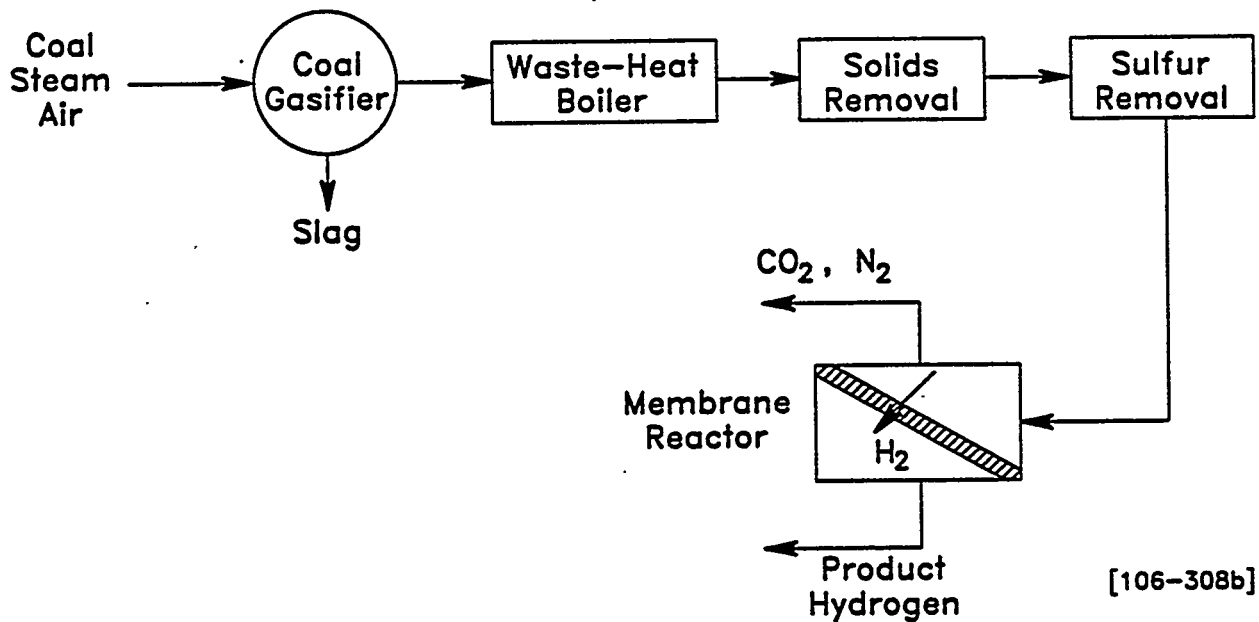 Coal
Steam
Air
Coal
Gasifier
Slag
Waste-Heat
Boiler
Solids
Removal
Sulfur
Removal
CO₂, N₂
Membrane
Reactor
H₂
Product
Hydrogen
[106-308b]